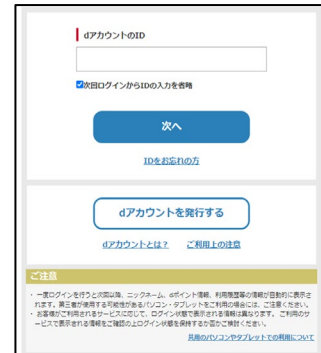 dアカウントのID
次回ログインからIDの入力を省略
次へ
IDをお忘れの方
dアカウントを発行する
dアカウントとは？ ご利用上の注意
ご注意
・ 一度ログインを行うと次回以降、ニックネーム、dポイント情報、利用履歴等の情報が自動的に表示さ
れます。第三者が使用する可能性があるパソコン・タブレットをご利用の場合には、ご注意ください。
・ お客様がご利用されるサービスに応じて、ログイン状態で表示される情報は異なります。 ご利用のサ
ービスで表示される情報をご確認の上ログイン状態を保持するか否かご検討ください。
共用のパソコンやタブレットでの利用について